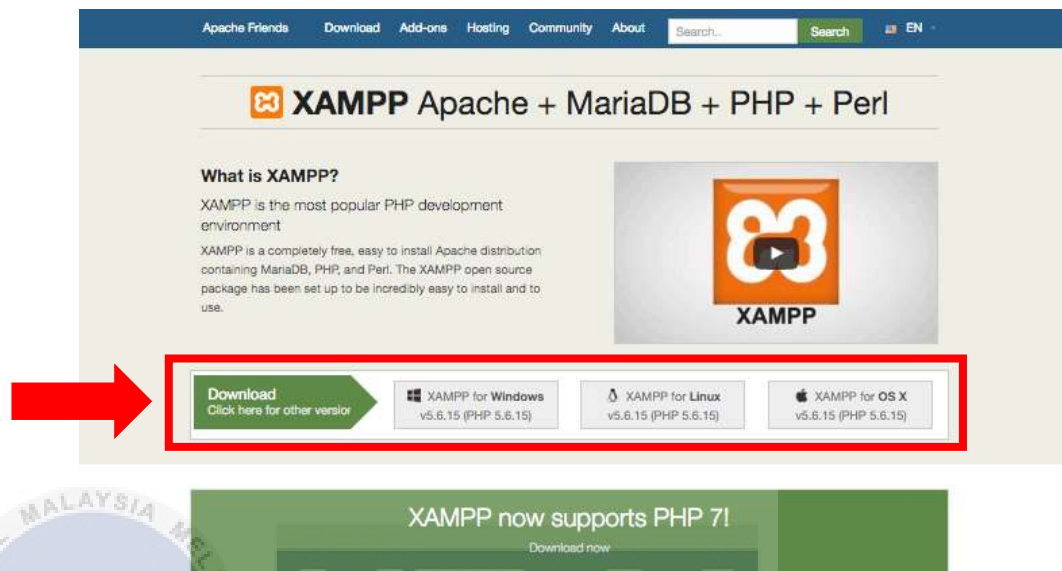 Apache Friends Download Add-ons Hosting Community About Search... Search EN
XAMPP Apache + MariaDB + PHP + Perl
What is XAMPP?
XAMPP is the most popular PHP development
environment
XAMPP is a completely free, easy to install Apache distribution
containing MariaDB, PHP, and Perl. The XAMPP open source
package has been set up to be incredibly easy to install and to
use.
XAMPP
Download
Click here for other versior
XAMPP for Windows
v5.6.15 (PHP 5.6.15)
XAMPP for Linux
v5.6.15 (PHP 5.6.15)
XAMPP for OS X
v5.6.15 (PHP 5.6.15)
MALAYSIA
XAMPP now supports PHP 7!
Download now